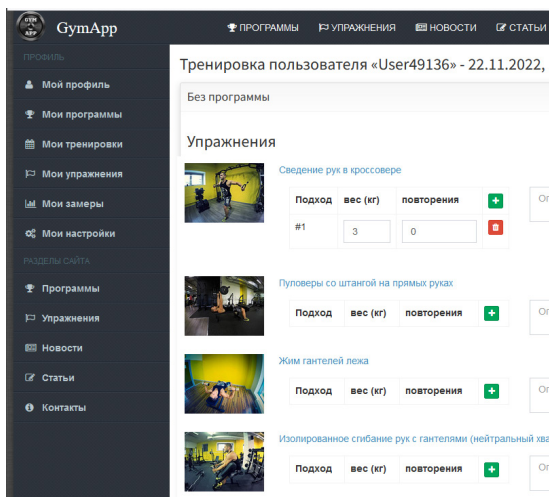 GYM
APP
GymApp
ПРОГРАММЫ
УПРАЖНЕНИЯ
НОВОСТИ
СТАТЬИ
ПРОФИЛЬ
Мой профиль
Мои программы
Мои тренировки
Мои упражнения
Мои замеры
Мои настройки
РАЗДЕЛЫ САЙТА
Программы
Упражнения
Новости
Статьи
Контакты
Тренировка пользователя «User49136» - 22.11.2022,
Без программы
Упражнения
Сведение рук в кроссовере
Подход вес (кг) повторения
#1 3 0
Пуловеры со штангой на прямых руках
Подход вес (кг) повторения
Жим гантелей лежа
Подход вес (кг) повторения
Изолированное сгибание рук с гантелями (нейтральный хва
Подход вес (кг) повторения